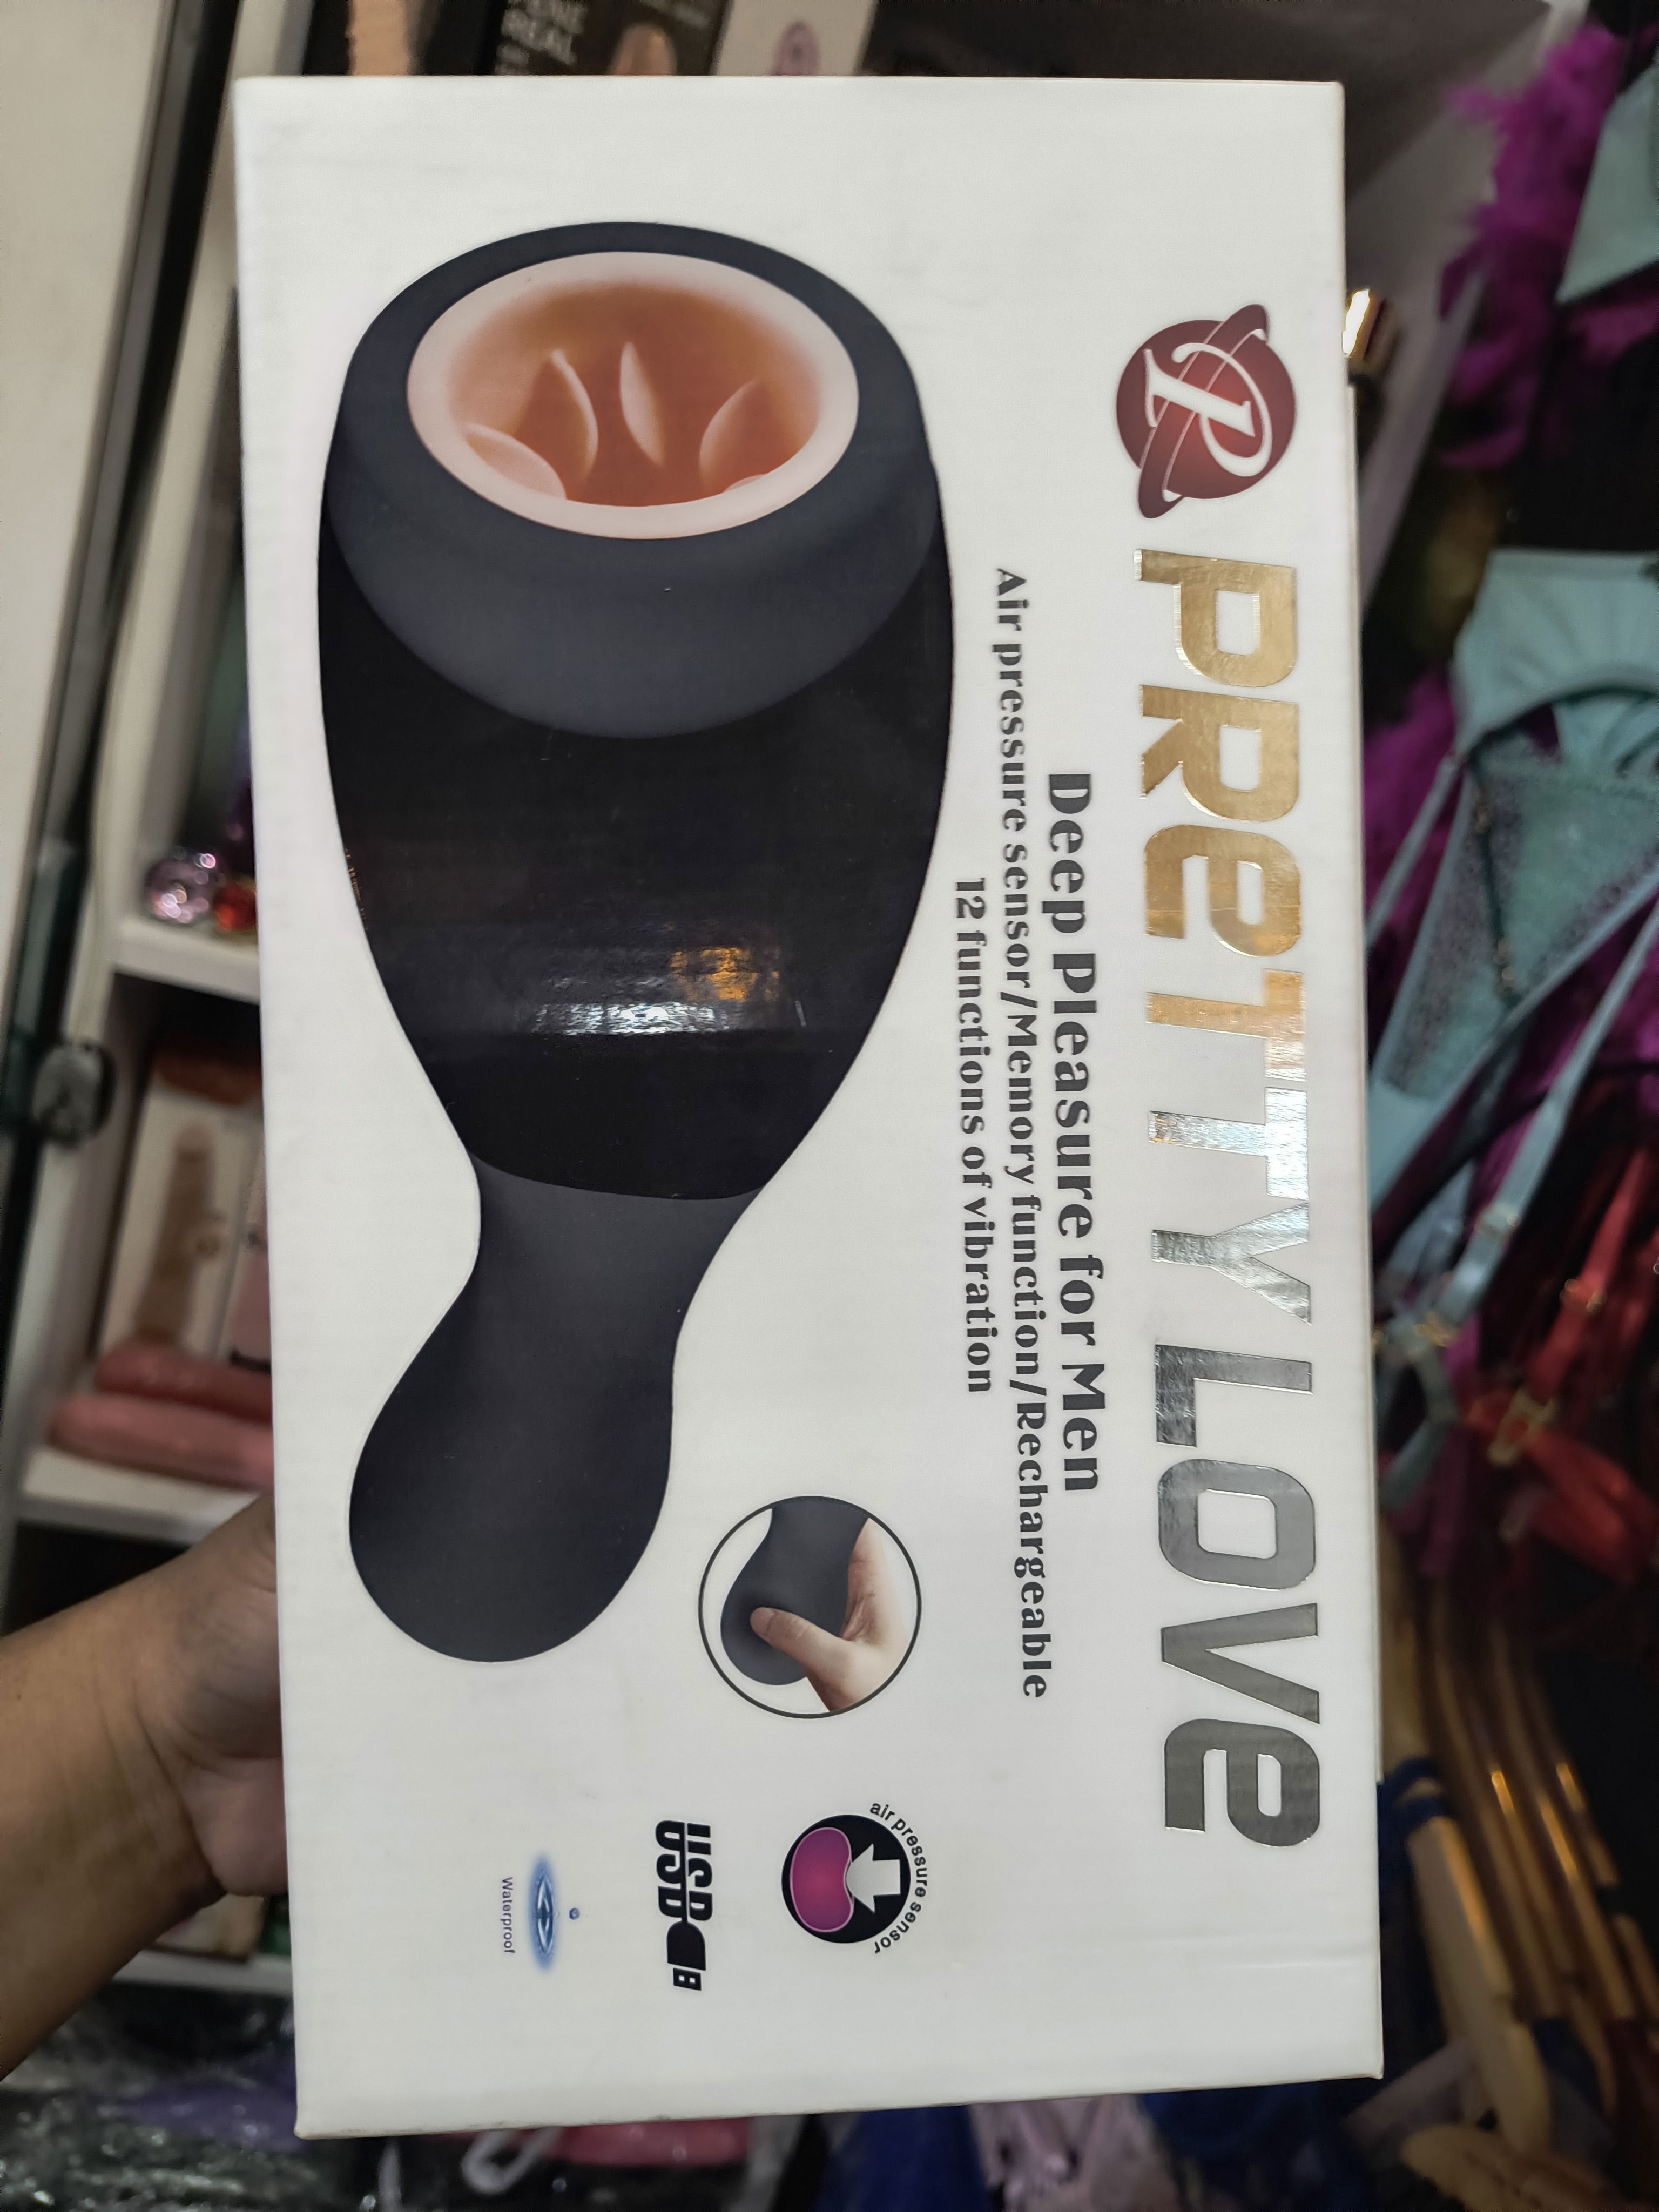 P
PRETTY LOVE
Deep Pleasure for Men
Air pressure sensor/Memory function/Rechargeable
12 functions of vibration
air pressure sensor
USB
Waterproof
REAL